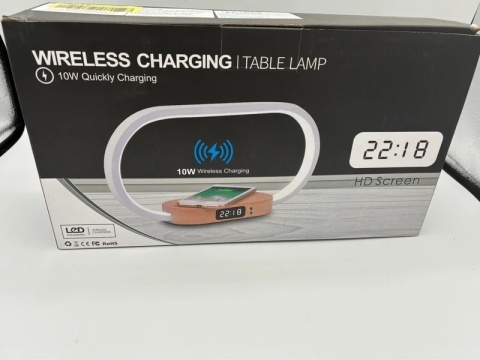 WIRELESS CHARGING | TABLE LAMP
10W Quickly Charging
22:18
10W Wireless Charging
HD Screen
22:18
LED
CE FC RoHS